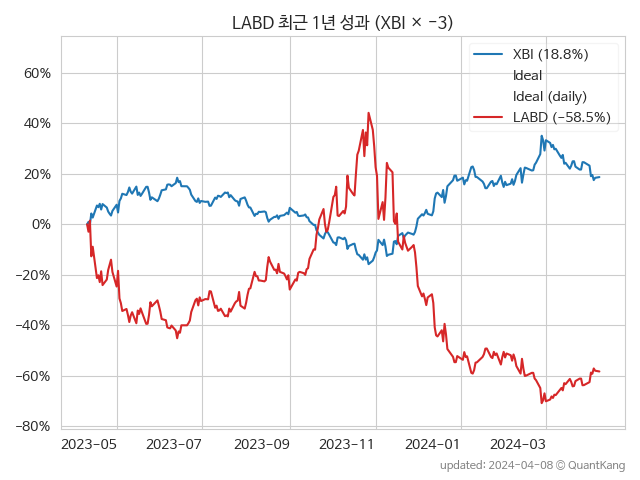 LABD 최근 1년 성과 (XBI × −3)
XBI (18.8%)
Ideal
Ideal (daily)
LABD (−58.5%)
60%
40%
20%
0%
−20%
−40%
−60%
−80%
2023-05 2023-07 2023-09 2023-11 2024-01 2024-03
updated: 2024-04-08 © QuantKang